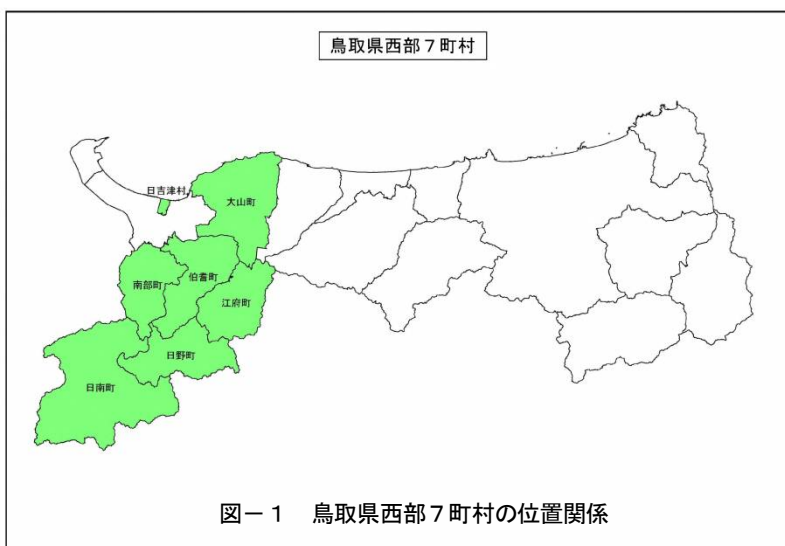 鳥取県西部7町村
日吉津村
大山町
伯耆町
南部町
江府町
日野町
日南町
図-1 鳥取県西部7町村の位置関係